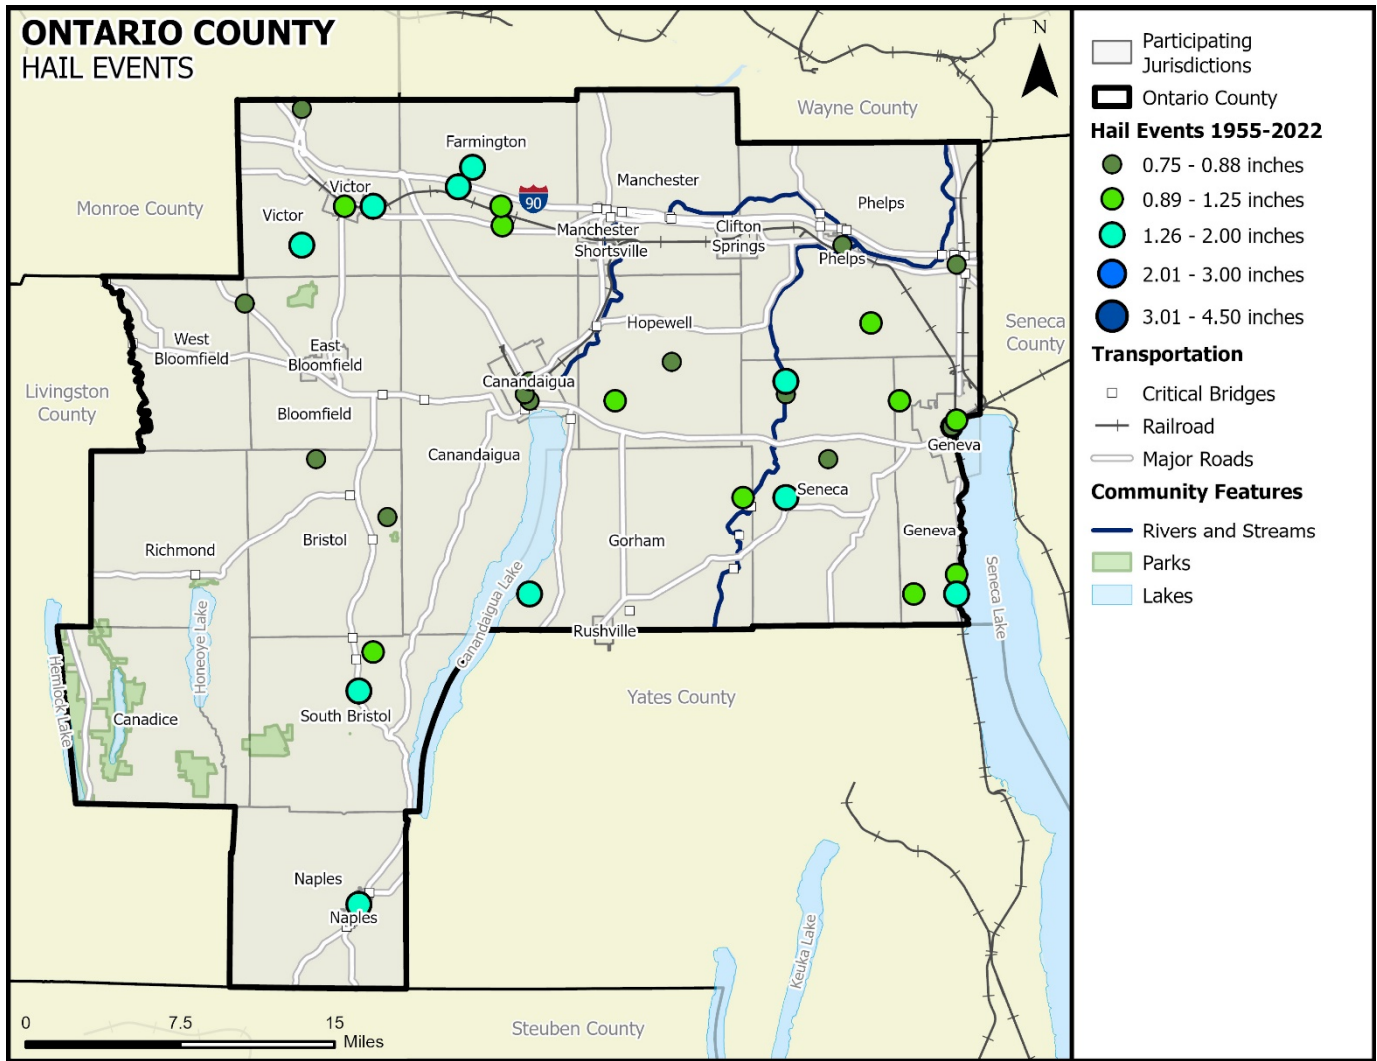 ONTARIO COUNTY
HAIL EVENTS
N
Wayne County
Farmington
90
Manchester
Victor
Monroe County
Victor
Phelps
Manchester
Clifton
Springs
Shortsville
Phelps
Hopewell
Seneca
County
West
Bloomfield
East
Bloomfield
Canandaigua
Livingston
County
Bloomfield
Canandaigua
Geneva
Seneca
Richmond
Bristol
Gorham
Geneva
Canandaigua Lake
Seneca Lake
Honeoye Lake
Rushville
Hemlock Lake
Yates County
Canadice
South Bristol
Naples
Naples
Keuka Lake
Steuben County
0
7.5
15
Miles
Participating
Jurisdictions
Ontario County
Hail Events 1955-2022
0.75 - 0.88 inches
0.89 - 1.25 inches
1.26 - 2.00 inches
2.01 - 3.00 inches
3.01 - 4.50 inches
Transportation
Critical Bridges
Railroad
Major Roads
Community Features
Rivers and Streams
Parks
Lakes